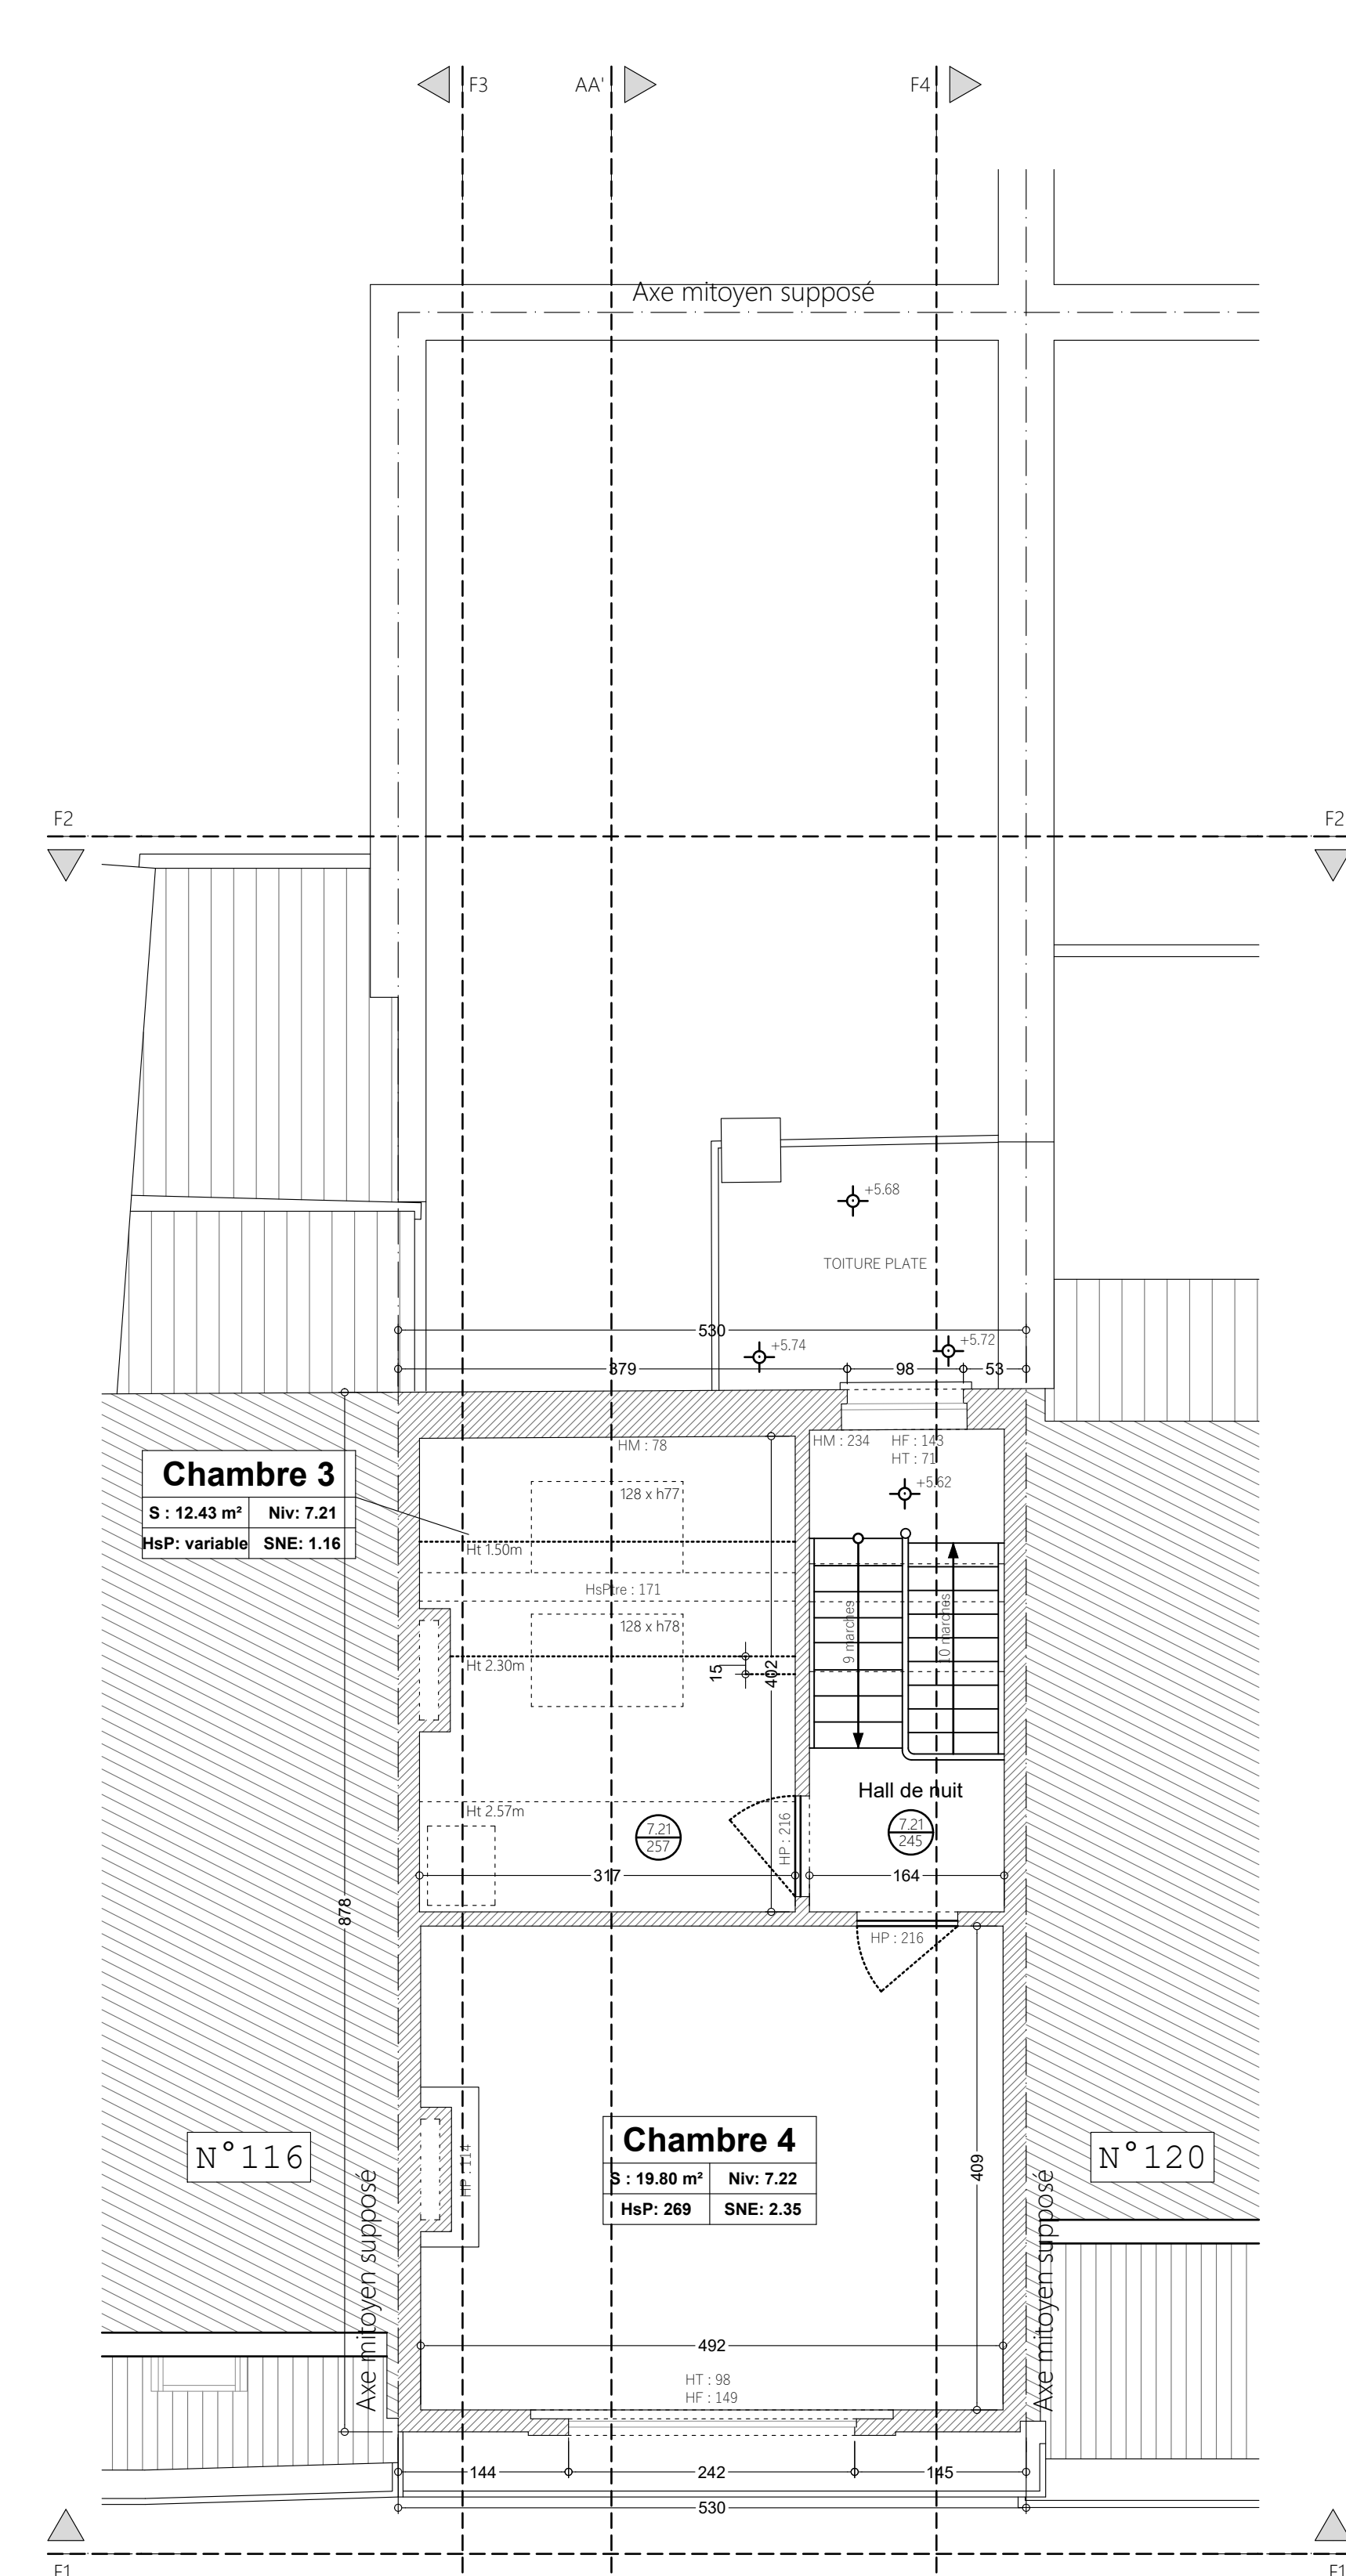 F3
AA'
F4
Axe mitoyen supposé
F2
F2
+5.68
TOITURE PLATE
530
+5.74
+5.72
379
98
53
HM : 78
HM : 234
HF : 143
HT : 71
+5.62
Chambre 3
S : 12.43 m²
Niv: 7.21
HsP: variable
SNE: 1.16
128 x h77
Ht 1.50m
HsPtre : 171
128 x h78
Ht 2.30m
15
402
9 marches
10 marches
Hall de nuit
Ht 2.57m
7.21
257
HP : 216
7.21
245
317
164
878
HP : 216
409
HP : 114
Chambre 4
S : 19.80 m²
Niv: 7.22
HsP: 269
SNE: 2.35
N°116
N°120
Axe mitoyen supposé
Axe mitoyen supposé
492
HT : 98
HF : 149
144
242
145
530
F1
F1